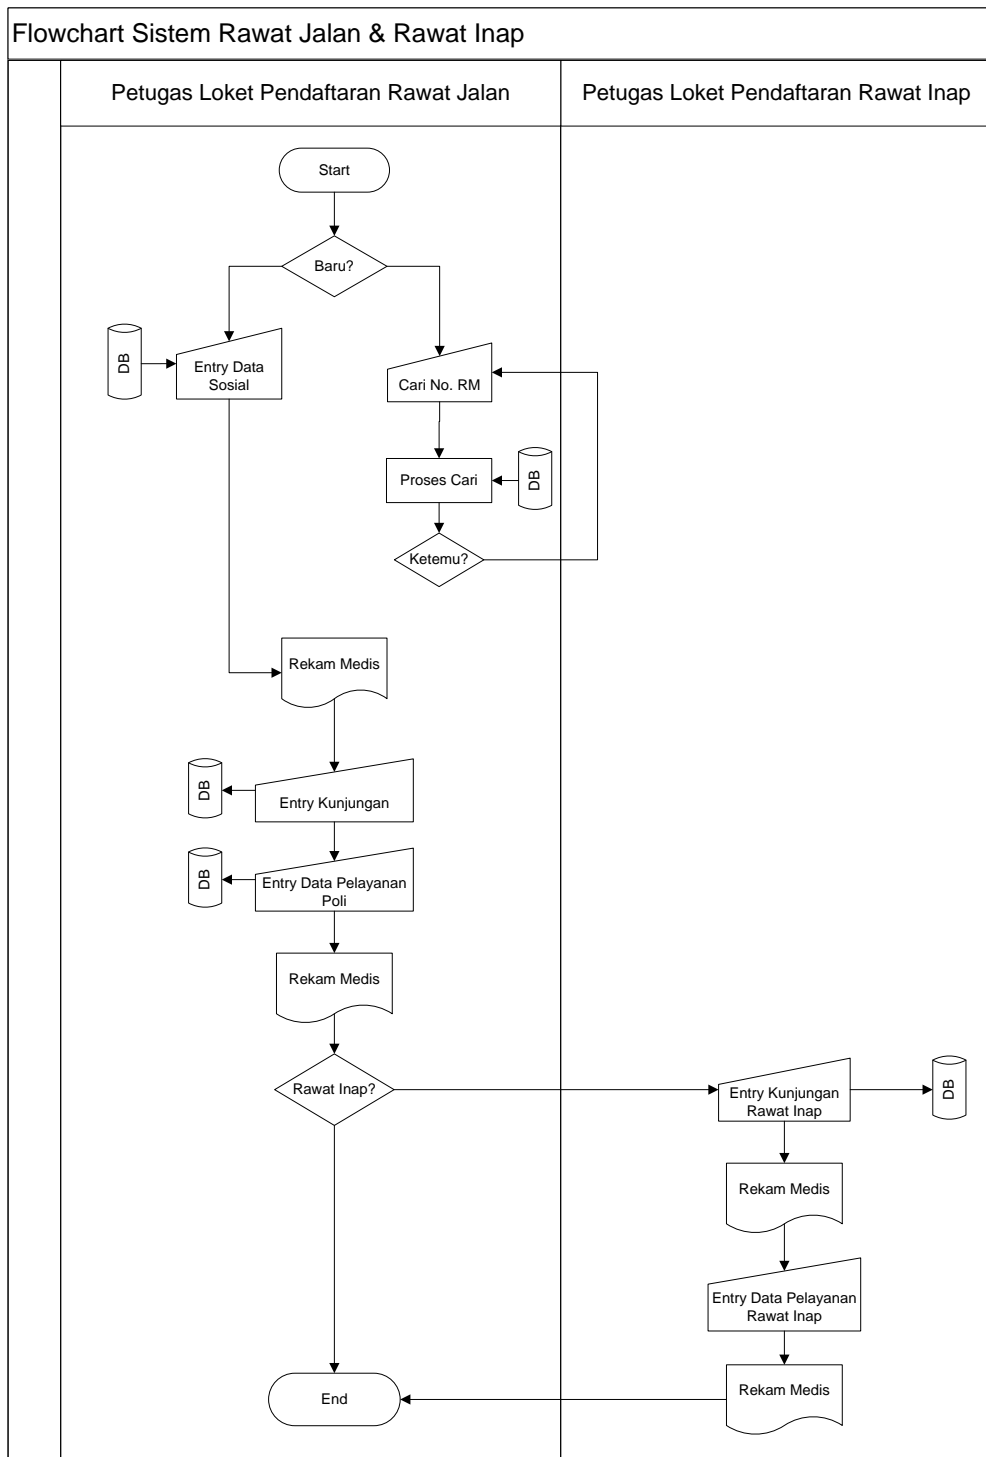 Flowchart Sistem Rawat Jalan & Rawat Inap
Petugas Loket Pendaftaran Rawat Jalan
Petugas Loket Pendaftaran Rawat Inap
Start
Baru?
DB
Entry Data
Sosial
Cari No. RM
Proses Cari
DB
Ketemu?
Rekam Medis
DB
Entry Kunjungan
DB
Entry Data Pelayanan
Poli
Rekam Medis
Rawat Inap?
Entry Kunjungan
Rawat Inap
DB
Rekam Medis
Entry Data Pelayanan
Rawat Inap
End
Rekam Medis